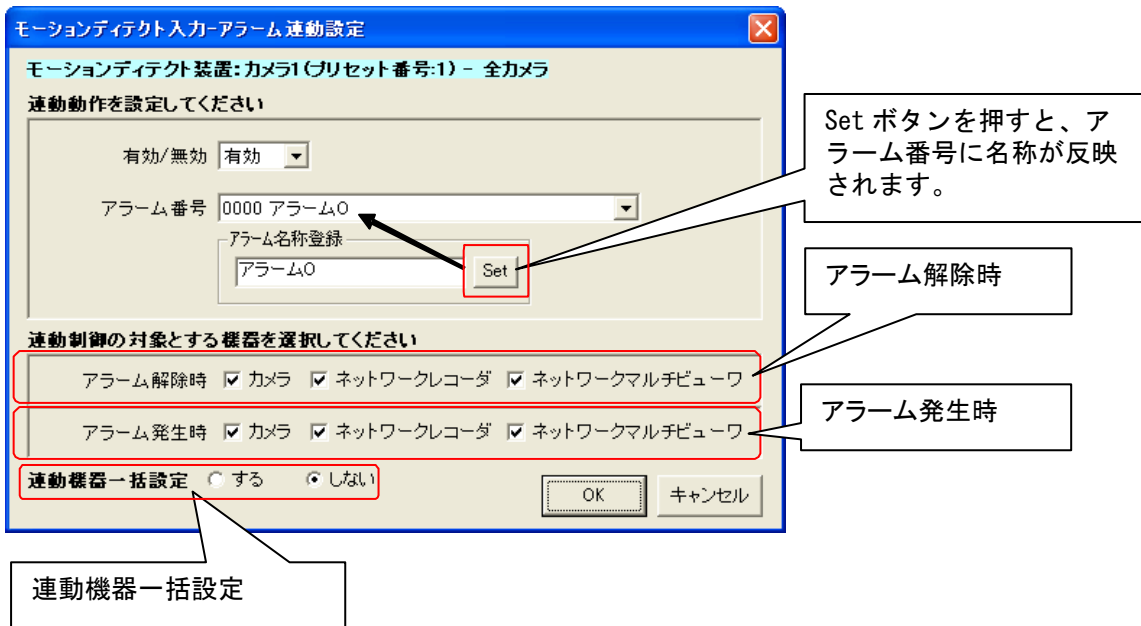 モーションディテクト入力-アラーム連動設定
モーションディテクト装置:カメラ1(プリセット番号:1) - 全カメラ
連動動作を設定してください
有効/無効 有効
アラーム番号 0000 アラーム0
アラーム名称登録
アラーム0 Set
Set ボタンを押すと、ア
ラーム番号に名称が反映
されます。
連動制御の対象とする機器を選択してください
アラーム解除時 カメラ ネットワークレコーダ ネットワークマルチビューワ
アラーム解除時
アラーム発生時 カメラ ネットワークレコーダ ネットワークマルチビューワ
アラーム発生時
連動機器一括設定 する しない
OK キャンセル
連動機器一括設定